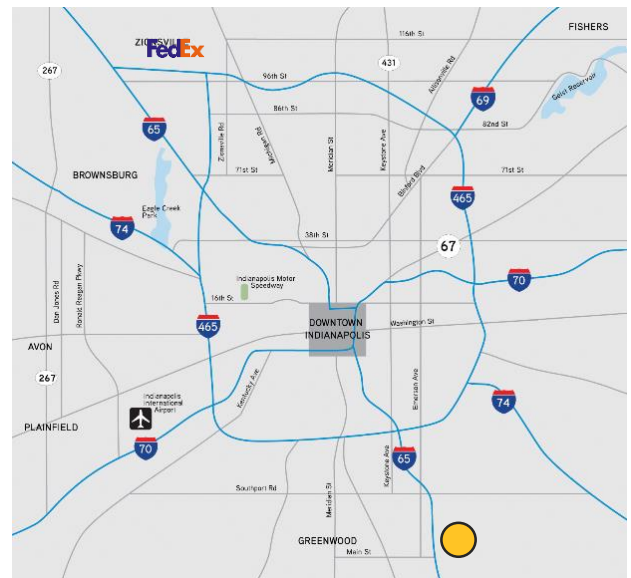 FISHERS
116th St
ZIONSVILLE
FedEx
431
Allisonville Rd
267
96th St
Geist Reservoir
69
86th St
65
82nd St
Zionsville Rd
Michigan Rd
Meridian St
Keystone Ave
Binford Blvd
71st St
71st St
BROWNSBURG
465
Eagle Creek
Park
74
38th St
67
Dan Jones Rd
Ronald Reagan Pkwy
Indianapolis Motor
Speedway
70
16th St
465
DOWNTOWN
INDIANAPOLIS
Washington St
AVON
267
Kentucky Ave
Emerson Ave
Indianapolis
International
Airport
74
PLAINFIELD
70
65
Keystone Ave
Southport Rd
Meridian St
GREENWOOD
Main St